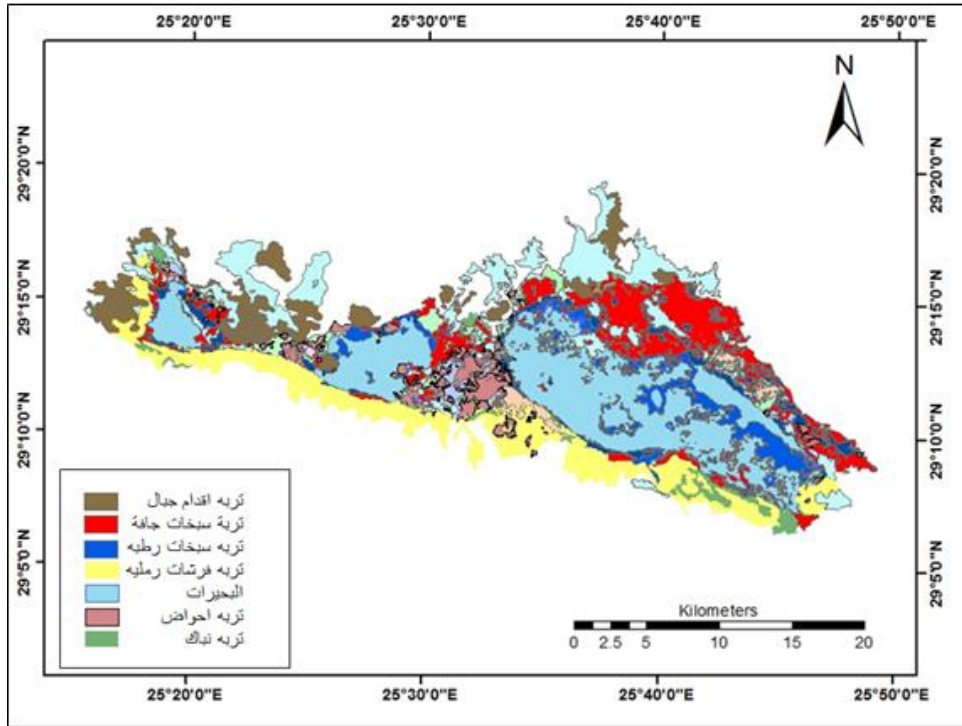 25°20'0"E 25°30'0"E 25°40'0"E 25°50'0"E
N
29°20'0"N 29°20'0"N
29°15'0"N 29°15'0"N
29°10'0"N 29°10'0"N
29°5'0"N 29°5'0"N
تربه اقدام جبال
تربة سبخات جافة
تربه سبخات رطبه
تربه فرشات رمليه
البحيرات
تربه احواض
تربه نباك
Kilometers
0 2.5 5 10 15 20
25°20'0"E 25°30'0"E 25°40'0"E 25°50'0"E